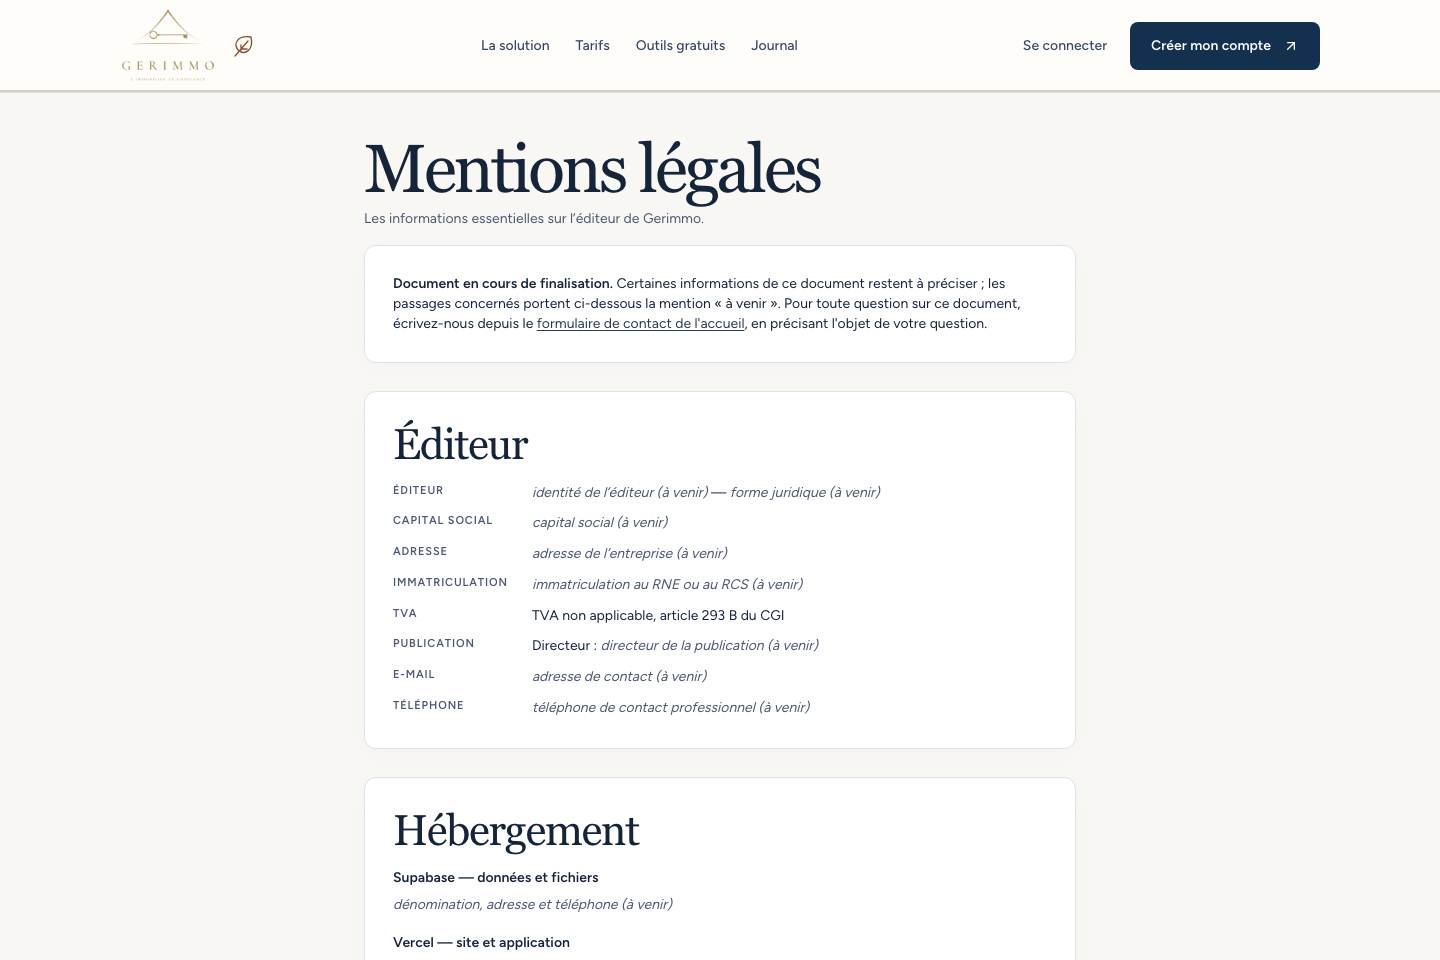 GERIMMO
La solution
Tarifs
Outils gratuits
Journal
Se connecter
Créer mon compte
Mentions légales
Les informations essentielles sur l’éditeur de Gerimmo.
Document en cours de finalisation. Certaines informations de ce document restent à préciser ; les
passages concernés portent ci-dessous la mention « à venir ». Pour toute question sur ce document,
écrivez-nous depuis le formulaire de contact de l'accueil, en précisant l'objet de votre question.
Éditeur
ÉDITEUR identité de l’éditeur (à venir) — forme juridique (à venir)
CAPITAL SOCIAL capital social (à venir)
ADRESSE adresse de l’entreprise (à venir)
IMMATRICULATION immatriculation au RNE ou au RCS (à venir)
TVA TVA non applicable, article 293 B du CGI
PUBLICATION Directeur : directeur de la publication (à venir)
E-MAIL adresse de contact (à venir)
TÉLÉPHONE téléphone de contact professionnel (à venir)
Hébergement
Supabase — données et fichiers
dénomination, adresse et téléphone (à venir)
Vercel — site et application